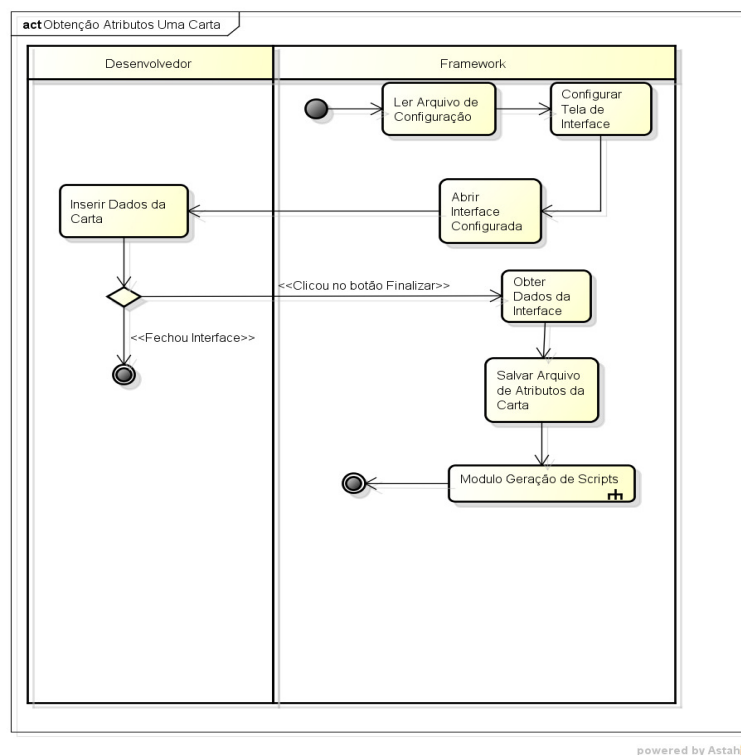 act Obtenção Atributos Uma Carta
Desenvolvedor
Framework
Ler Arquivo de
Configuração
Configurar
Tela de
Interface
Inserir Dados da
Carta
Abrir
Interface
Configurada
<<Clicou no botão Finalizar>>
Obter
Dados da
Interface
<<Fechou Interface>>
Salvar Arquivo
de Atributos da
Carta
Modulo Geração de Scripts
powered by Astah